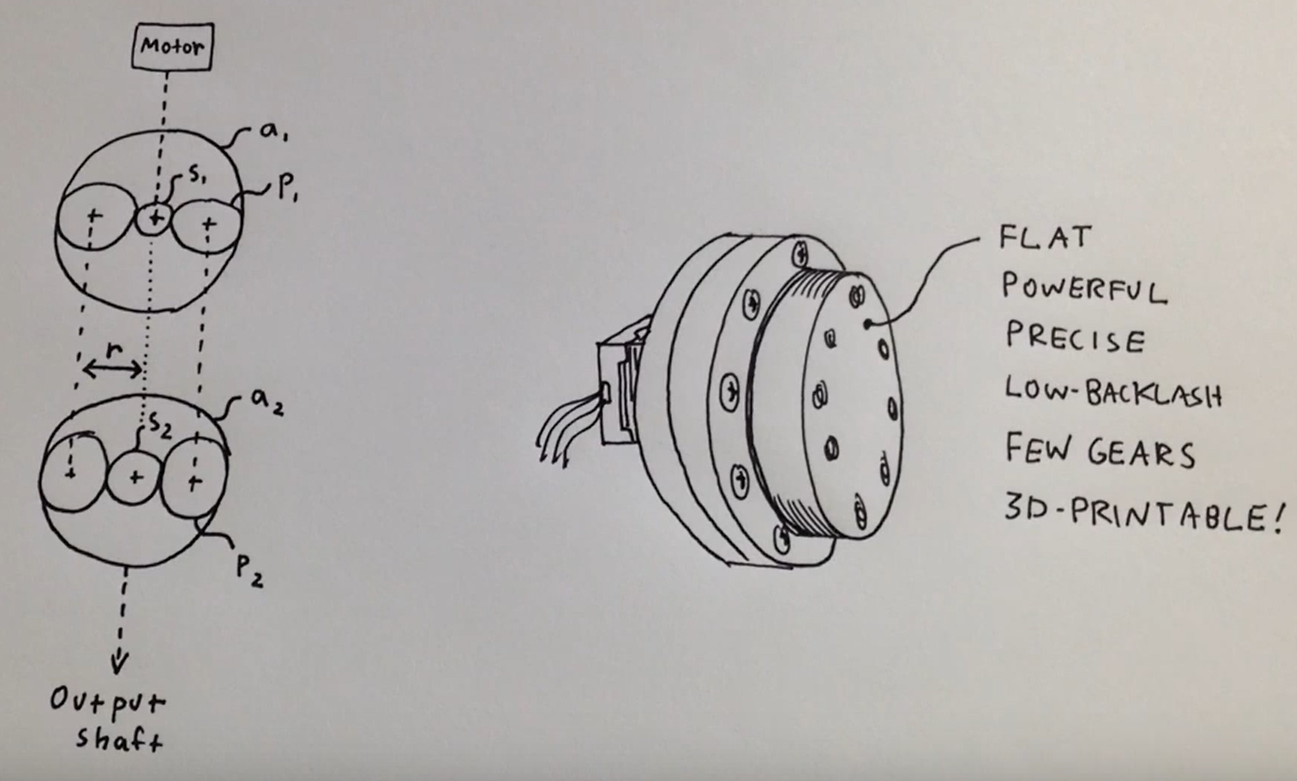 Motor
a₁
s₁
P₁
r
a₂
s₂
P₂
Output
shaft
FLAT
POWERFUL
PRECISE
LOW-BACKLASH
FEW GEARS
3D-PRINTABLE!